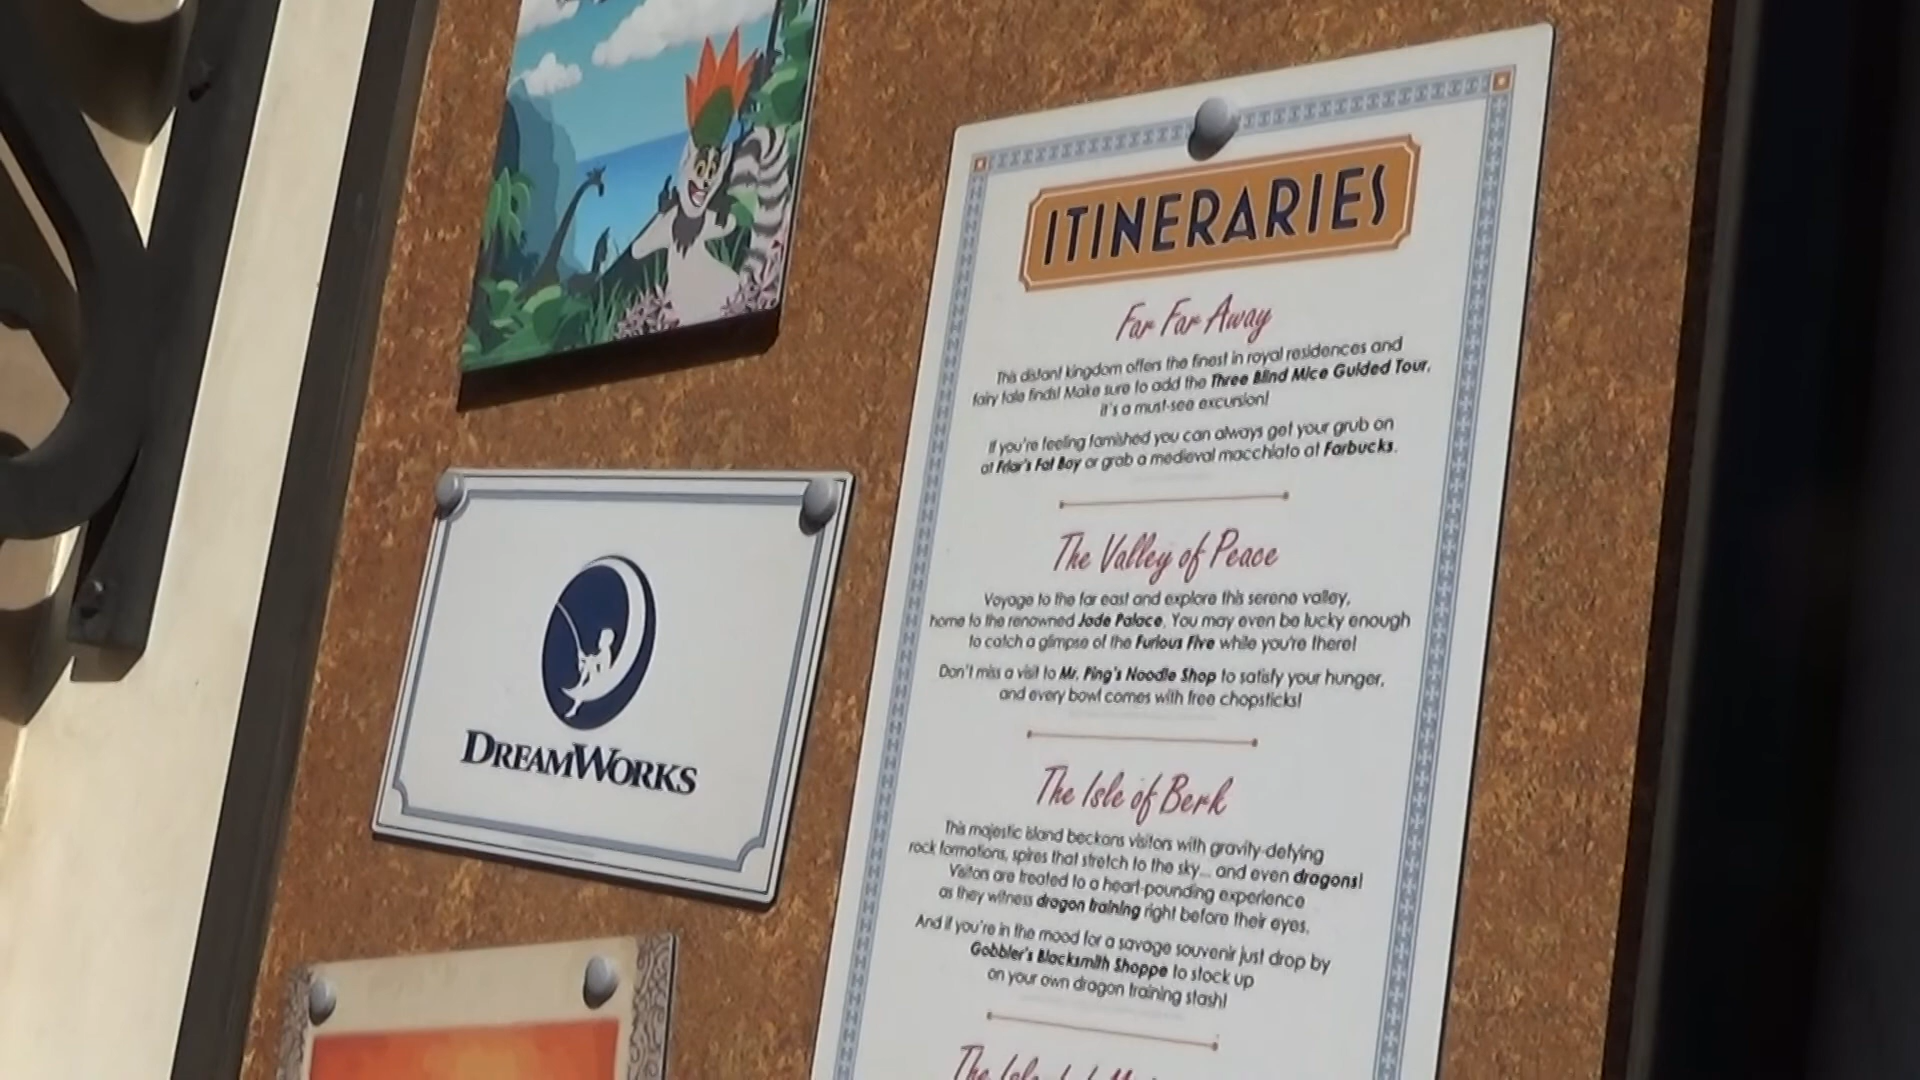 ITINERARIES
Far Far Away
This distant kingdom offers the finest in royal residences and
fairy tale finds! Make sure to add the Three Blind Mice Guided Tour,
it's a must-see excursion!
If you're feeling famished you can always get your grub on
at Friar's Fat Boy or grab a medieval macchiato at Farbucks.
The Valley of Peace
Voyage to the far east and explore this serene valley,
home to the renowned Jade Palace. You may even be lucky enough
to catch a glimpse of the Furious Five while you're there!
Don't miss a visit to Mr. Ping's Noodle Shop to satisfy your hunger,
and every bowl comes with free chopsticks!
The Isle of Berk
This majestic island beckons visitors with gravity-defying
rock formations, spires that stretch to the sky... and even dragons!
Visitors are treated to a heart-pounding experience
as they witness dragon training right before their eyes.
And if you're in the mood for a savage souvenir just drop by
Gobbler's Blacksmith Shoppe to stock up
on your own dragon training stash!
The
DREAMWORKS